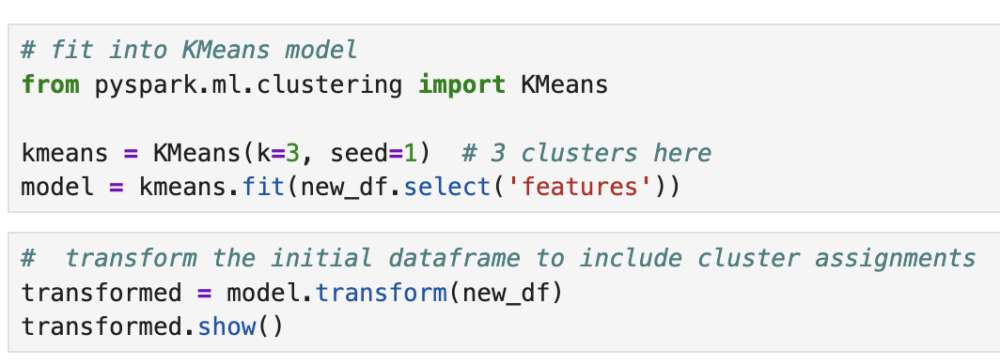 # fit into KMeans model
from pyspark.ml.clustering import KMeans
kmeans = KMeans(k=3, seed=1)  # 3 clusters here
model = kmeans.fit(new_df.select('features'))
#  transform the initial dataframe to include cluster assignments
transformed = model.transform(new_df)
transformed.show()